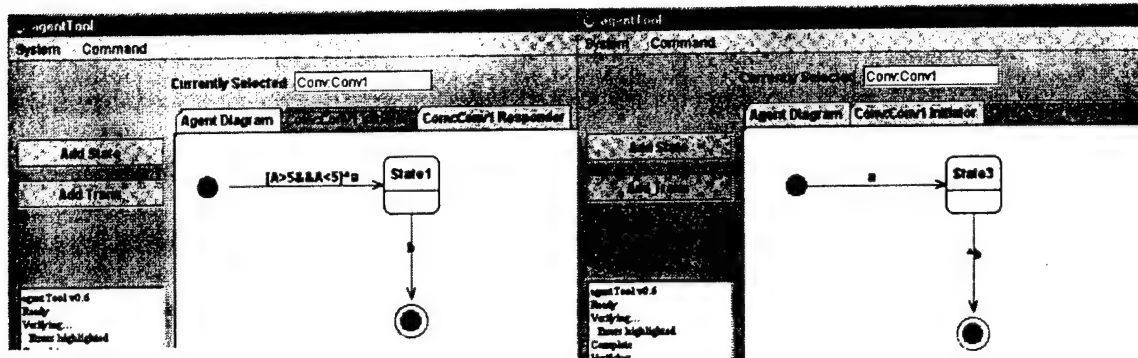 agentTool
System Command
Currently Selected Conv:Conv1
Agent Diagram Conv:Conv1 Responder
Add State
Add Trans
[A>5&&A<5]^a
State1
b
agentTool v0.6
Ready
Verifying...
Errors highlighted
agentTool
System Command
Currently Selected Conv:Conv1
Agent Diagram Conv:Conv1 Initiator
Add State
Add Trans
a
State3
^b
agentTool v0.6
Ready
Verifying...
Errors highlighted
Complete
Verifying